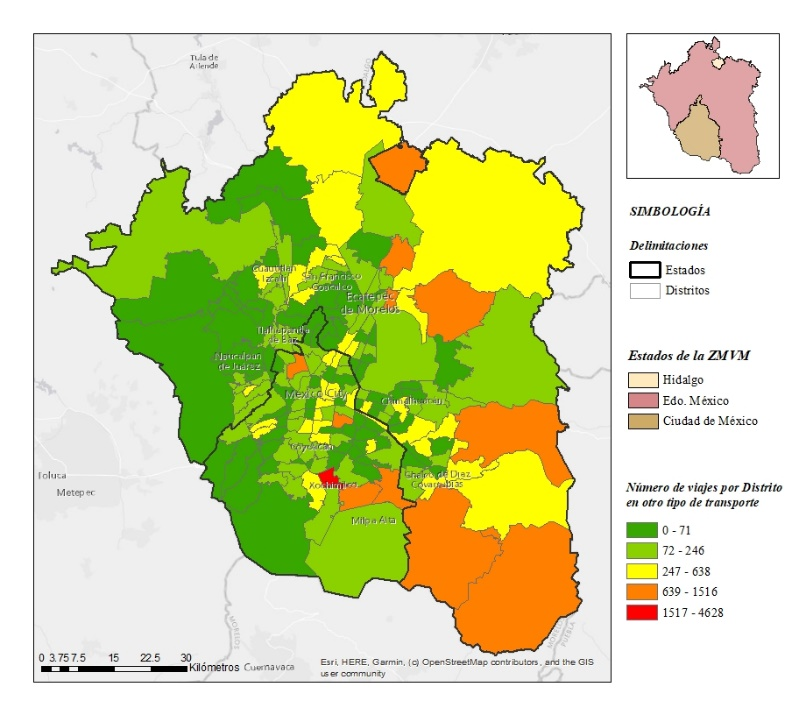 Tula de
Allende
Cuautitlán
Izcalli
San Francisco
Coacalco
Ecatepec
de Morelos
Tlalnepantla
de Baz
Naucalpan
de Juárez
Mexico City
Chimalhuacán
Coyoacán
Chalco de Díaz
Covarrubias
Xochimilco
Milpa Alta
Toluca
Metepec
MORELOS
MORELOS
PUEBLA
Cuernavaca
0 3.75 7.5 15 22.5 30
Kilómetros
Esri, HERE, Garmin, (c) OpenStreetMap contributors, and the GIS
user community
SIMBOLOGÍA
Delimitaciones
Estados
Distritos
Estados de la ZMVM
Hidalgo
Edo. México
Ciudad de México
Número de viajes por Distrito
en otro tipo de transporte
0 - 71
72 - 246
247 - 638
639 - 1516
1517 - 4628